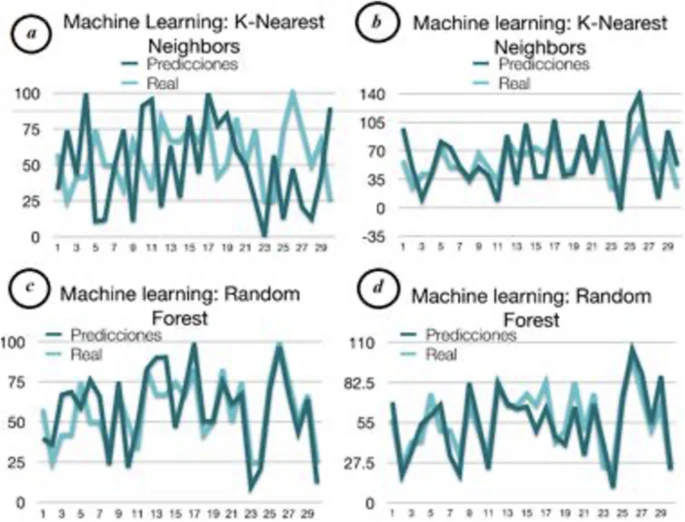 a
Machine Learning: K-Nearest
Neighbors
Predicciones
Real
100
75
50
25
0
1 3 5 7 9 11 13 15 17 19 21 23 25 27 29
b
Machine learning: K-Nearest
Neighbors
Predicciones
Real
140
105
70
35
0
-35
1 3 5 7 9 11 13 15 17 19 21 23 25 27 29
c
Machine learning: Random
Forest
Predicciones
Real
100
75
50
25
0
1 3 5 7 9 11 13 15 17 19 21 23 25 27 29
d
Machine learning: Random
Forest
Predicciones
Real
110
82.5
55
27.5
0
1 3 5 7 9 11 13 15 17 19 21 23 25 27 29